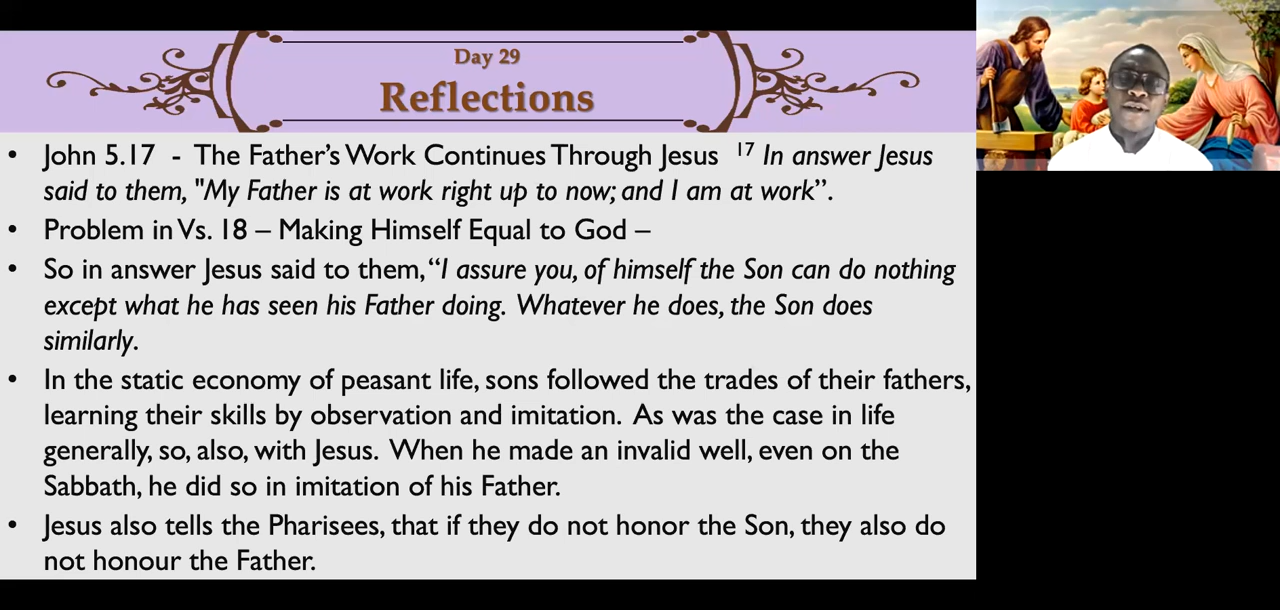 Day 29
Reflections
• John 5.17 - The Father's Work Continues Through Jesus ¹⁷ In answer Jesus
said to them, "My Father is at work right up to now; and I am at work”.
• Problem in Vs. 18 – Making Himself Equal to God –
• So in answer Jesus said to them, “I assure you, of himself the Son can do nothing
except what he has seen his Father doing. Whatever he does, the Son does
similarly.
• In the static economy of peasant life, sons followed the trades of their fathers,
learning their skills by observation and imitation. As was the case in life
generally, so, also, with Jesus. When he made an invalid well, even on the
Sabbath, he did so in imitation of his Father.
• Jesus also tells the Pharisees, that if they do not honor the Son, they also do
not honour the Father.